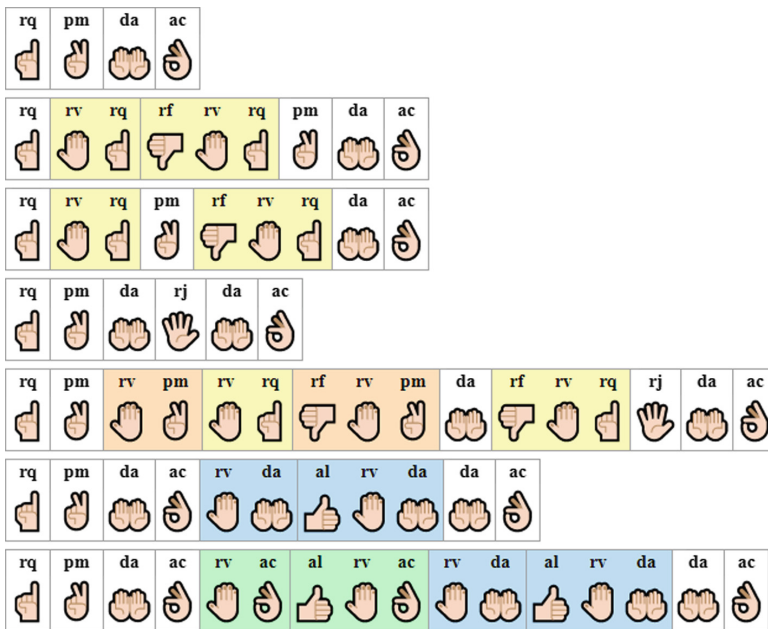 rq pm da ac
rq rv rq rf rv rq pm da ac
rq rv rq pm rf rv rq da ac
rq pm da rj da ac
rq pm rv pm rv rq rf rv pm da rf rv rq rj da ac
rq pm da ac rv da al rv da da ac
rq pm da ac rv ac al rv ac rv da al rv da da ac